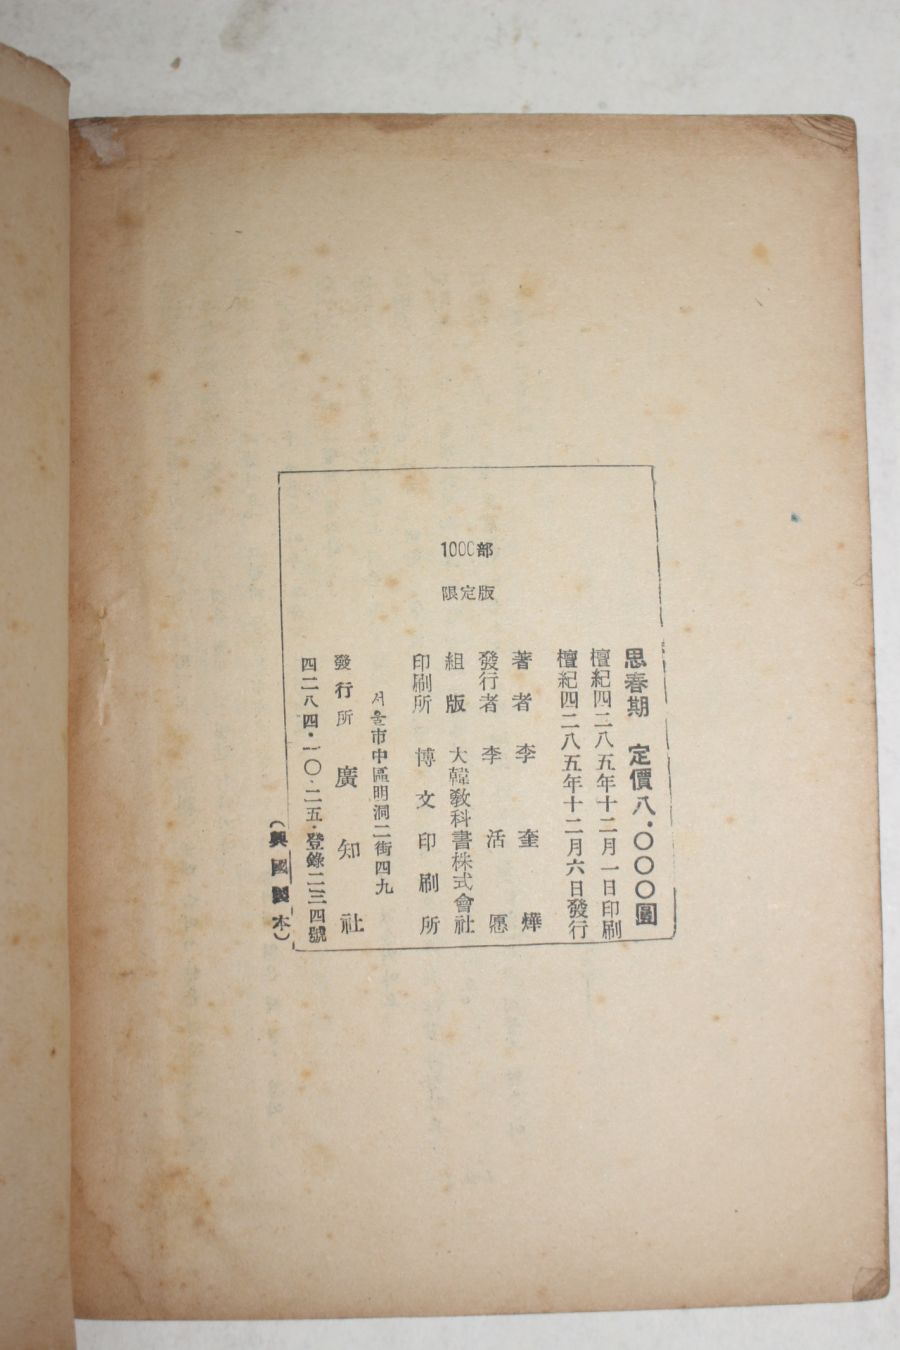 1000部
限定版
思春期 定價八・〇〇〇圓
檀紀四二八五年十二月一日印刷
檀紀四二八五年十二月六日發行
著者 李奎燁
發行者 李活愿
組版 大韓敎科書株式會社
印刷所 博文印刷所
서울市中區明洞二街四九
發行所 廣知社
四二八四・一〇・二五・登錄二三四號
(興國製本)